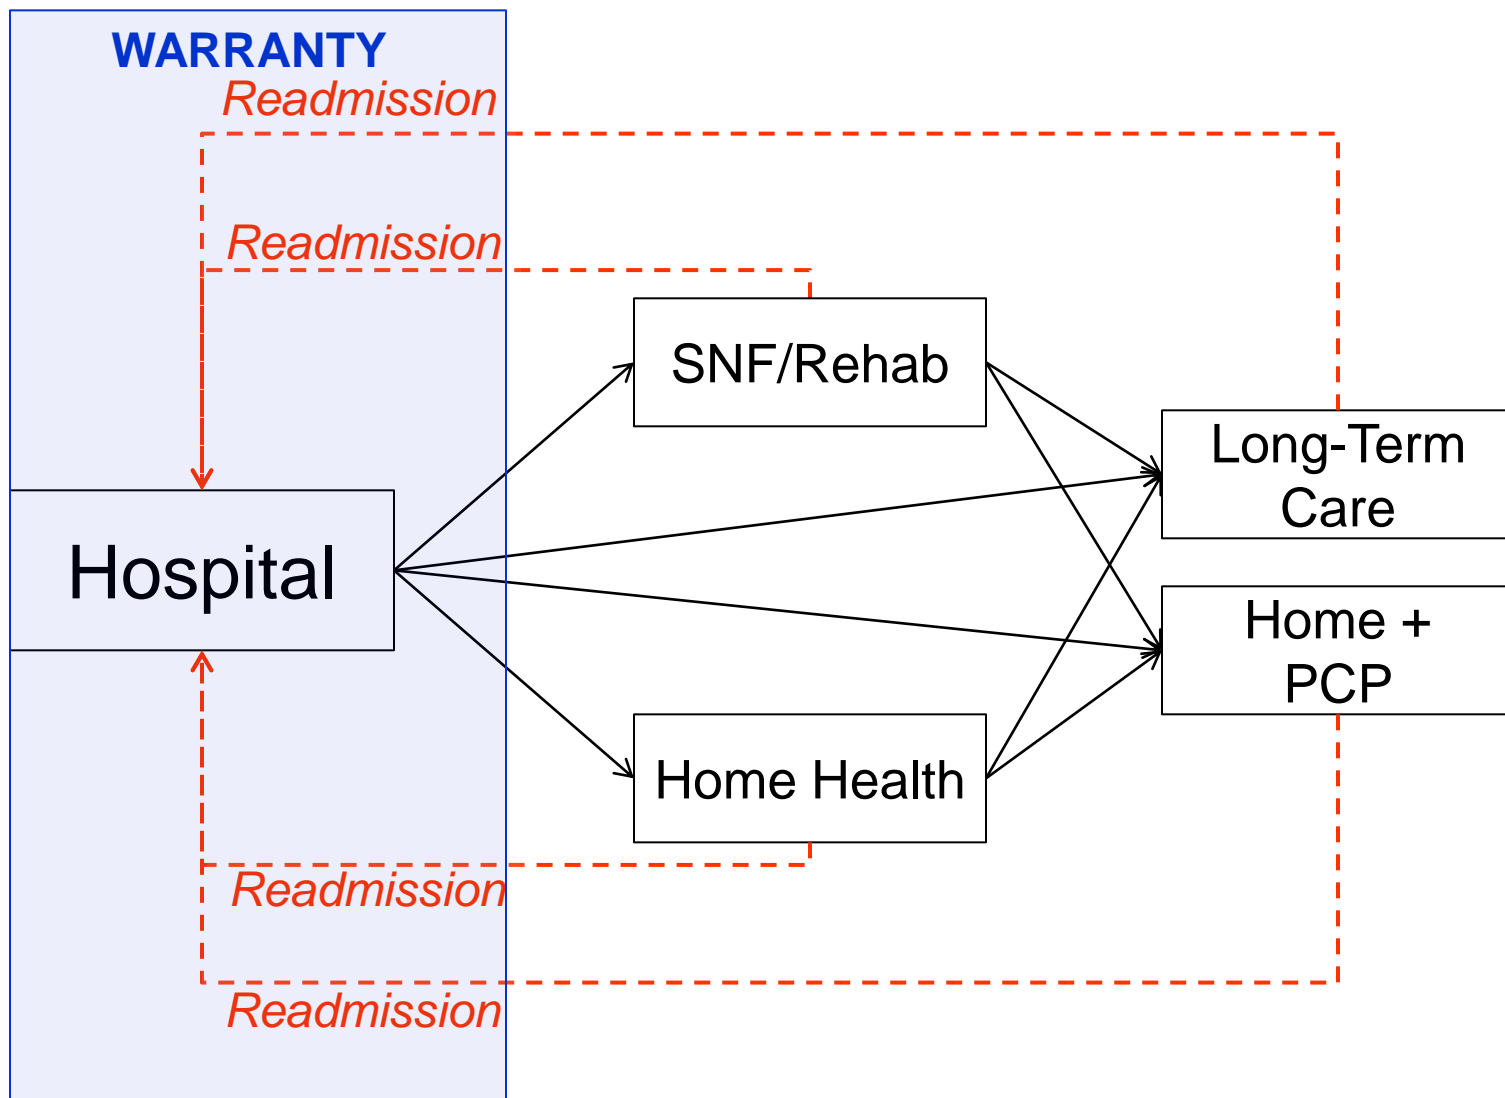 WARRANTY
Readmission
Readmission
SNF/Rehab
Long-Term
Care
Hospital
Home +
PCP
Home Health
Readmission
Readmission